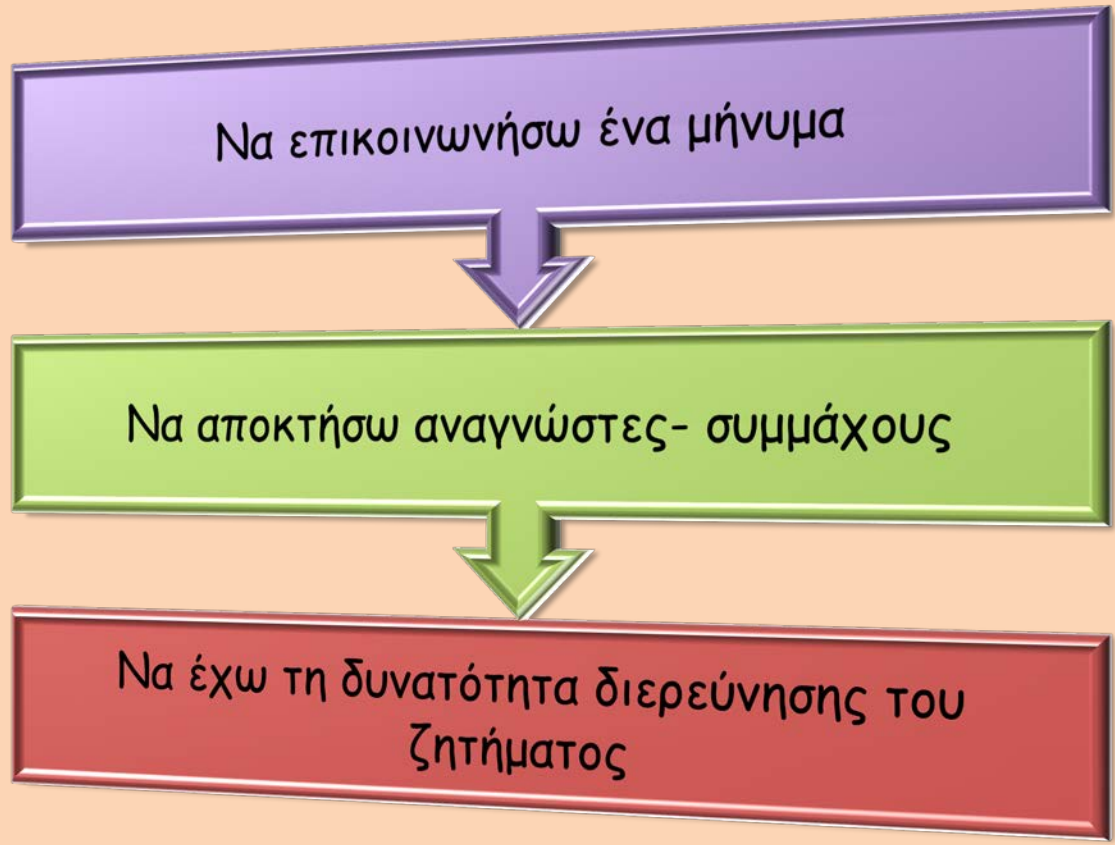 Να επικοινωνήσω ένα μήνυμα
Να αποκτήσω αναγνώστες- συμμάχους
Να έχω τη δυνατότητα διερεύνησης του
ζητήματος